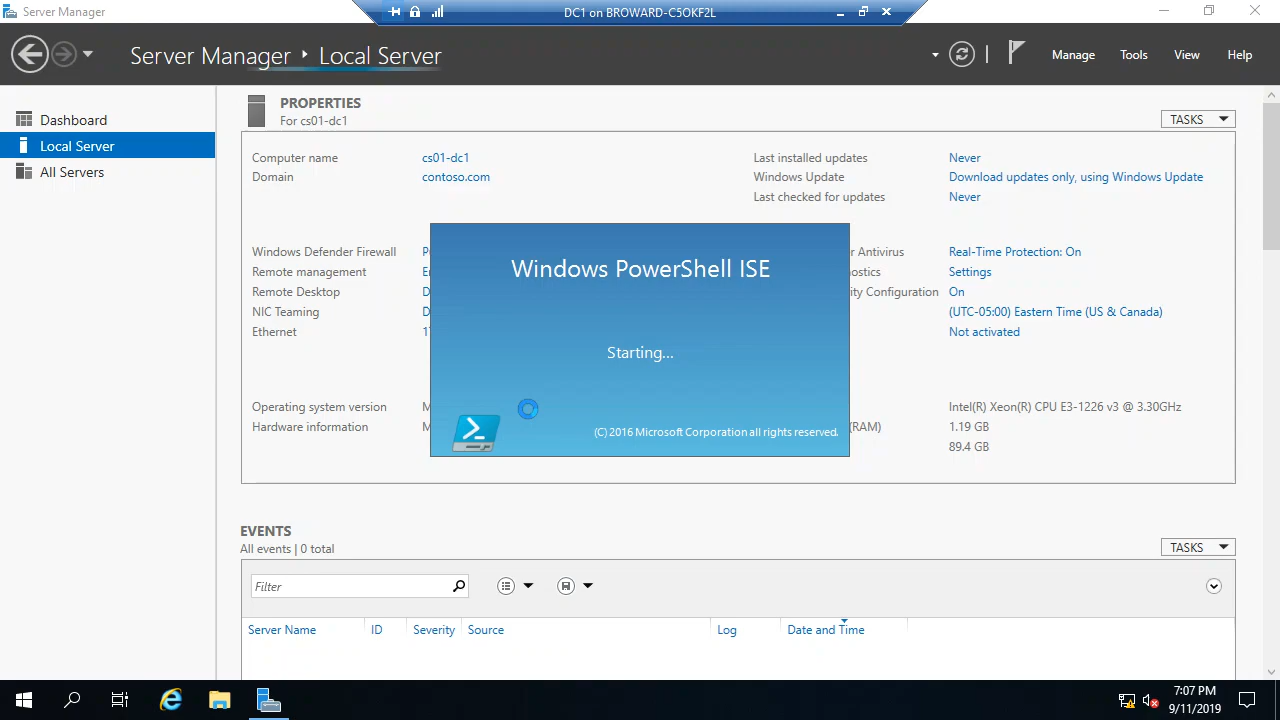 Server Manager
DC1 on BROWARD-C5OKF2L
Server Manager
Local Server
Manage
Tools
View
Help
Dashboard
Local Server
All Servers
PROPERTIES
For cs01-dc1
TASKS
Computer name
cs01-dc1
Last installed updates
Never
Domain
contoso.com
Windows Update
Download updates only, using Windows Update
Last checked for updates
Never
Windows Defender Firewall
Real-Time Protection: On
Remote management
Settings
Remote Desktop
Configuration
On
NIC Teaming
(UTC-05:00) Eastern Time (US & Canada)
Ethernet
Not activated
Operating system version
Intel(R) Xeon(R) CPU E3-1226 v3 @ 3.30GHz
Hardware information
(RAM)
1.19 GB
89.4 GB
Antivirus
Windows PowerShell ISE
Starting...
(C) 2016 Microsoft Corporation all rights reserved.
EVENTS
All events | 0 total
TASKS
Filter
Server Name
ID
Severity
Source
Log
Date and Time
7:07 PM
9/11/2019